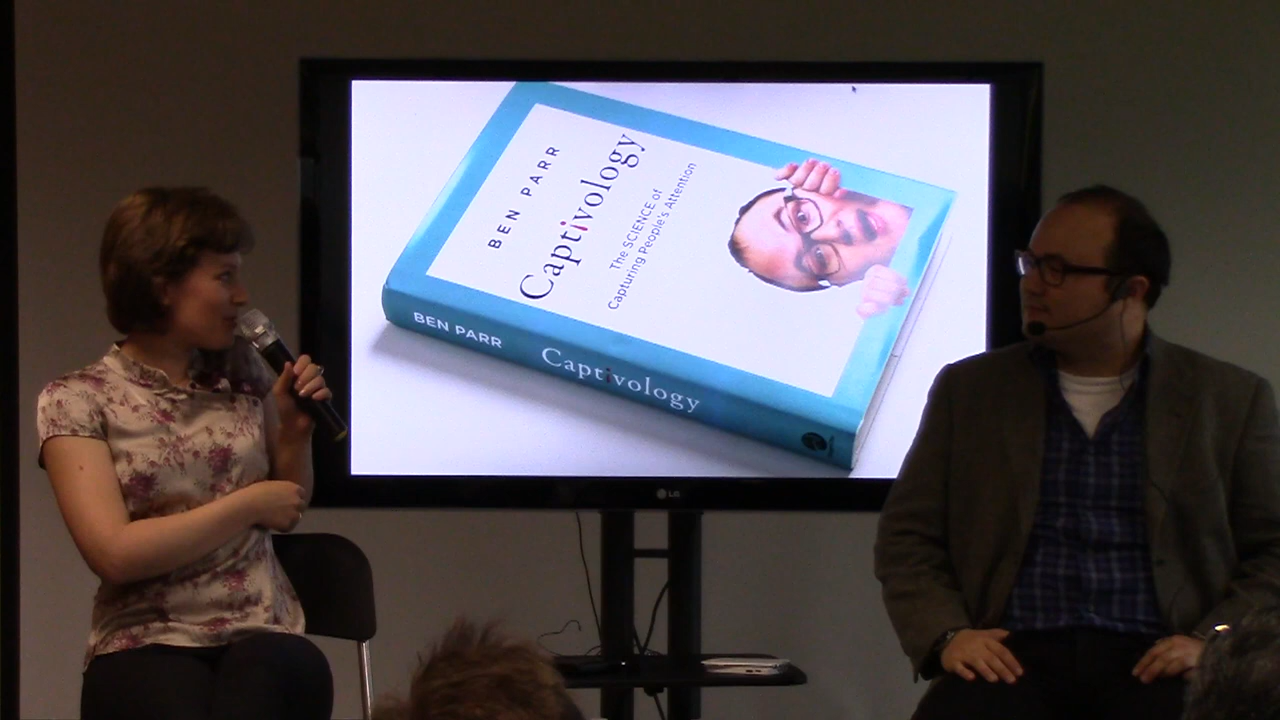 BEN PARR
Captivology
The SCIENCE of
Capturing People's Attention
BEN PARR
Captivology
LG